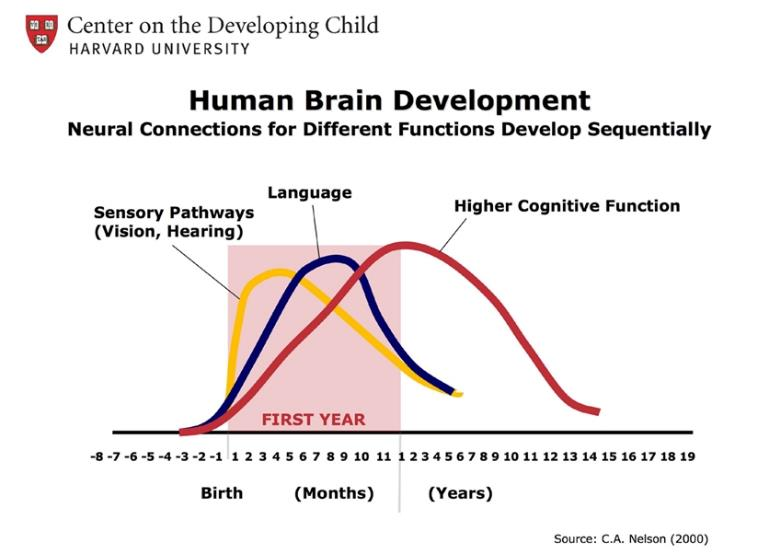 VE RI
TAS
Center on the Developing Child
HARVARD UNIVERSITY
Human Brain Development
Neural Connections for Different Functions Develop Sequentially
Language
Sensory Pathways
(Vision, Hearing)
Higher Cognitive Function
FIRST YEAR
-8 -7 -6 -5 -4 -3 -2 -1 1 2 3 4 5 6 7 8 9 10 11 1 2 3 4 5 6 7 8 9 10 11 12 13 14 15 16 17 18 19
Birth (Months) (Years)
Source: C.A. Nelson (2000)